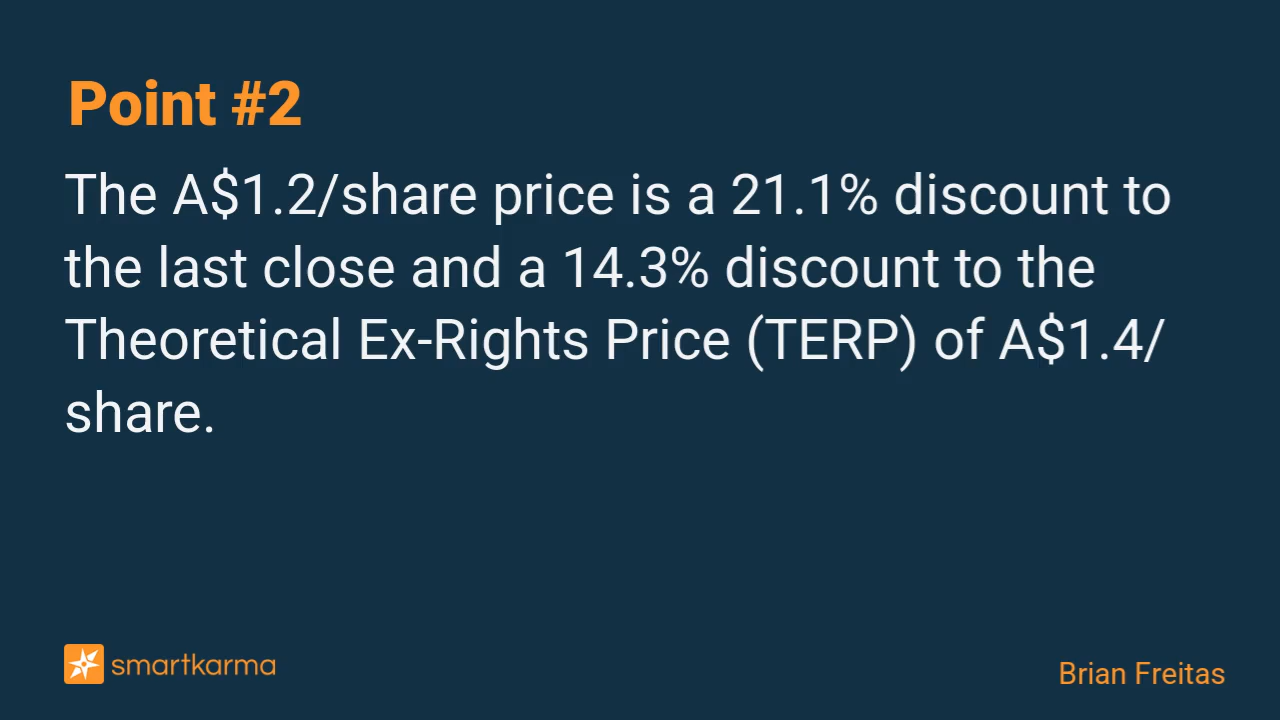 Point #2
The A$1.2/share price is a 21.1% discount to
the last close and a 14.3% discount to the
Theoretical Ex-Rights Price (TERP) of A$1.4/
share.
smartkarma
Brian Freitas